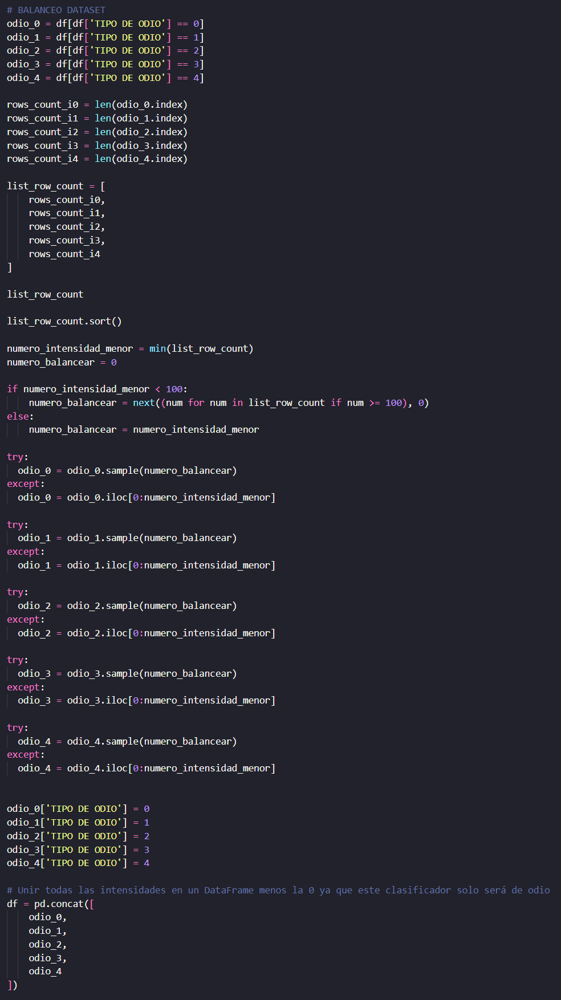 # BALANCEO DATASET
odio_0 = df[df['TIPO DE ODIO'] == 0]
odio_1 = df[df['TIPO DE ODIO'] == 1]
odio_2 = df[df['TIPO DE ODIO'] == 2]
odio_3 = df[df['TIPO DE ODIO'] == 3]
odio_4 = df[df['TIPO DE ODIO'] == 4]

rows_count_i0 = len(odio_0.index)
rows_count_i1 = len(odio_1.index)
rows_count_i2 = len(odio_2.index)
rows_count_i3 = len(odio_3.index)
rows_count_i4 = len(odio_4.index)

list_row_count = [
    rows_count_i0,
    rows_count_i1,
    rows_count_i2,
    rows_count_i3,
    rows_count_i4
]

list_row_count

list_row_count.sort()

numero_intensidad_menor = min(list_row_count)
numero_balancear = 0

if numero_intensidad_menor < 100:
    numero_balancear = next((num for num in list_row_count if num >= 100), 0)
else:
    numero_balancear = numero_intensidad_menor

try:
  odio_0 = odio_0.sample(numero_balancear)
except:
  odio_0 = odio_0.iloc[0:numero_intensidad_menor]

try:
  odio_1 = odio_1.sample(numero_balancear)
except:
  odio_1 = odio_1.iloc[0:numero_intensidad_menor]

try:
  odio_2 = odio_2.sample(numero_balancear)
except:
  odio_2 = odio_2.iloc[0:numero_intensidad_menor]

try:
  odio_3 = odio_3.sample(numero_balancear)
except:
  odio_3 = odio_3.iloc[0:numero_intensidad_menor]

try:
  odio_4 = odio_4.sample(numero_balancear)
except:
  odio_4 = odio_4.iloc[0:numero_intensidad_menor]

odio_0['TIPO DE ODIO'] = 0
odio_1['TIPO DE ODIO'] = 1
odio_2['TIPO DE ODIO'] = 2
odio_3['TIPO DE ODIO'] = 3
odio_4['TIPO DE ODIO'] = 4

# Unir todas las intensidades en un DataFrame menos la 0 ya que este clasificador solo será de odio
df = pd.concat([
    odio_0,
    odio_1,
    odio_2,
    odio_3,
    odio_4
])